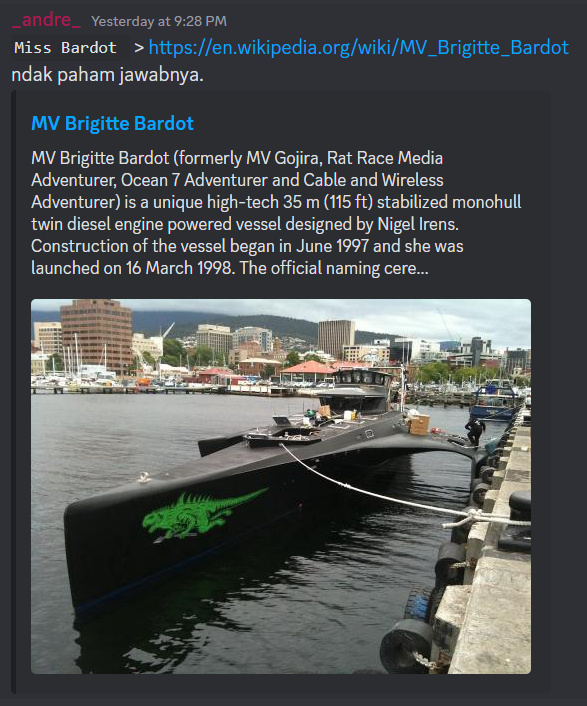 _andre_ Yesterday at 9:28 PM
Miss Bardot > https://en.wikipedia.org/wiki/MV_Brigitte_Bardot
ndak paham jawabnya.
MV Brigitte Bardot
MV Brigitte Bardot (formerly MV Gojira, Rat Race Media
Adventurer, Ocean 7 Adventurer and Cable and Wireless
Adventurer) is a unique high-tech 35 m (115 ft) stabilized monohull
twin diesel engine powered vessel designed by Nigel Irens.
Construction of the vessel began in June 1997 and she was
launched on 16 March 1998. The official naming cere...